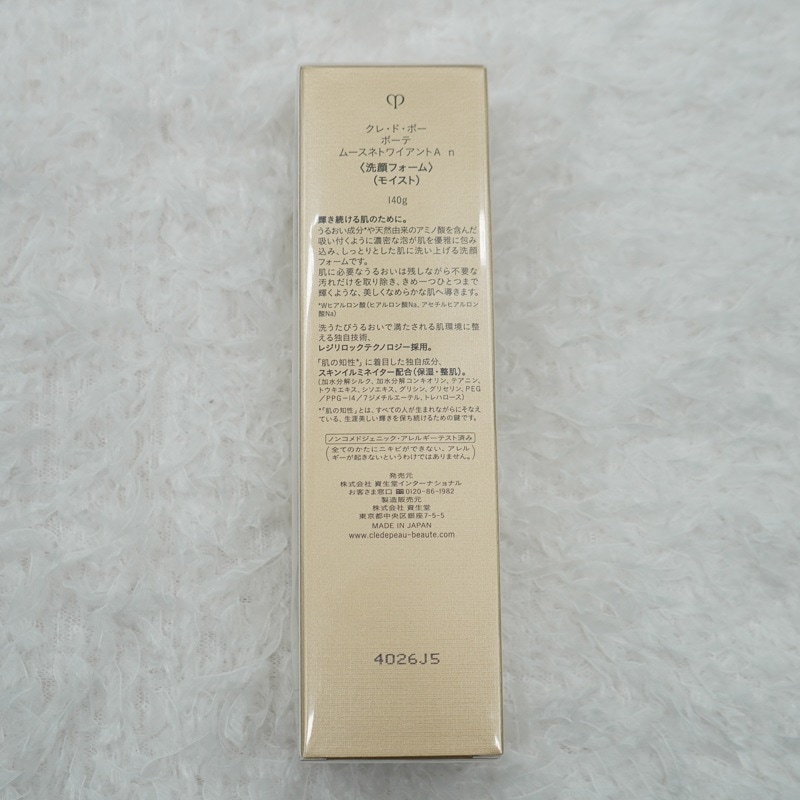 クレ・ド・ポー
ボーテ
ムースネトワイアントA n
〈洗顔フォーム〉
(モイスト)
140g
輝き続ける肌のために。
うるおい成分*や天然由来のアミノ酸を含んだ
吸い付くように濃密な泡が肌を優雅に包み
込み、しっとりとした肌に洗い上げる洗顔
フォームです。
肌に必要なうるおいは残しながら不要な
汚れだけを取り除き、きめ一つひとつまで
輝くような、美しくなめらかな肌へ導きます。
*Wヒアルロン酸(ヒアルロン酸Na、アセチルヒアルロン
酸Na)
洗うたびうるおいで満たされる肌環境に整
える独自技術、
レジリロックテクノロジー採用。
「肌の知性*」に着目した独自成分、
スキンイルミネイター配合(保湿・整肌)。
(加水分解シルク、加水分解コンキオリン、テアニン、
トウキエキス、シソエキス、グリシン、グリセリン、PEG
/PPG-14/7ジメチルエーテル、トレハロース)
*「肌の知性」とは、すべての人が生まれながらにそなえ
ている、生涯美しい輝きを保ち続けるための鍵です。
ノンコメドジェニック・アレルギーテスト済み
(全てのかたにニキビができない、アレル
ギーが起きないというわけではありません。)
発売元
株式会社 資生堂インターナショナル
お客さま窓口 ☎0120-86-1982
製造販売元
株式会社 資生堂
東京都中央区銀座7-5-5
MADE IN JAPAN
www.cledepeau-beaute.com
4026J5